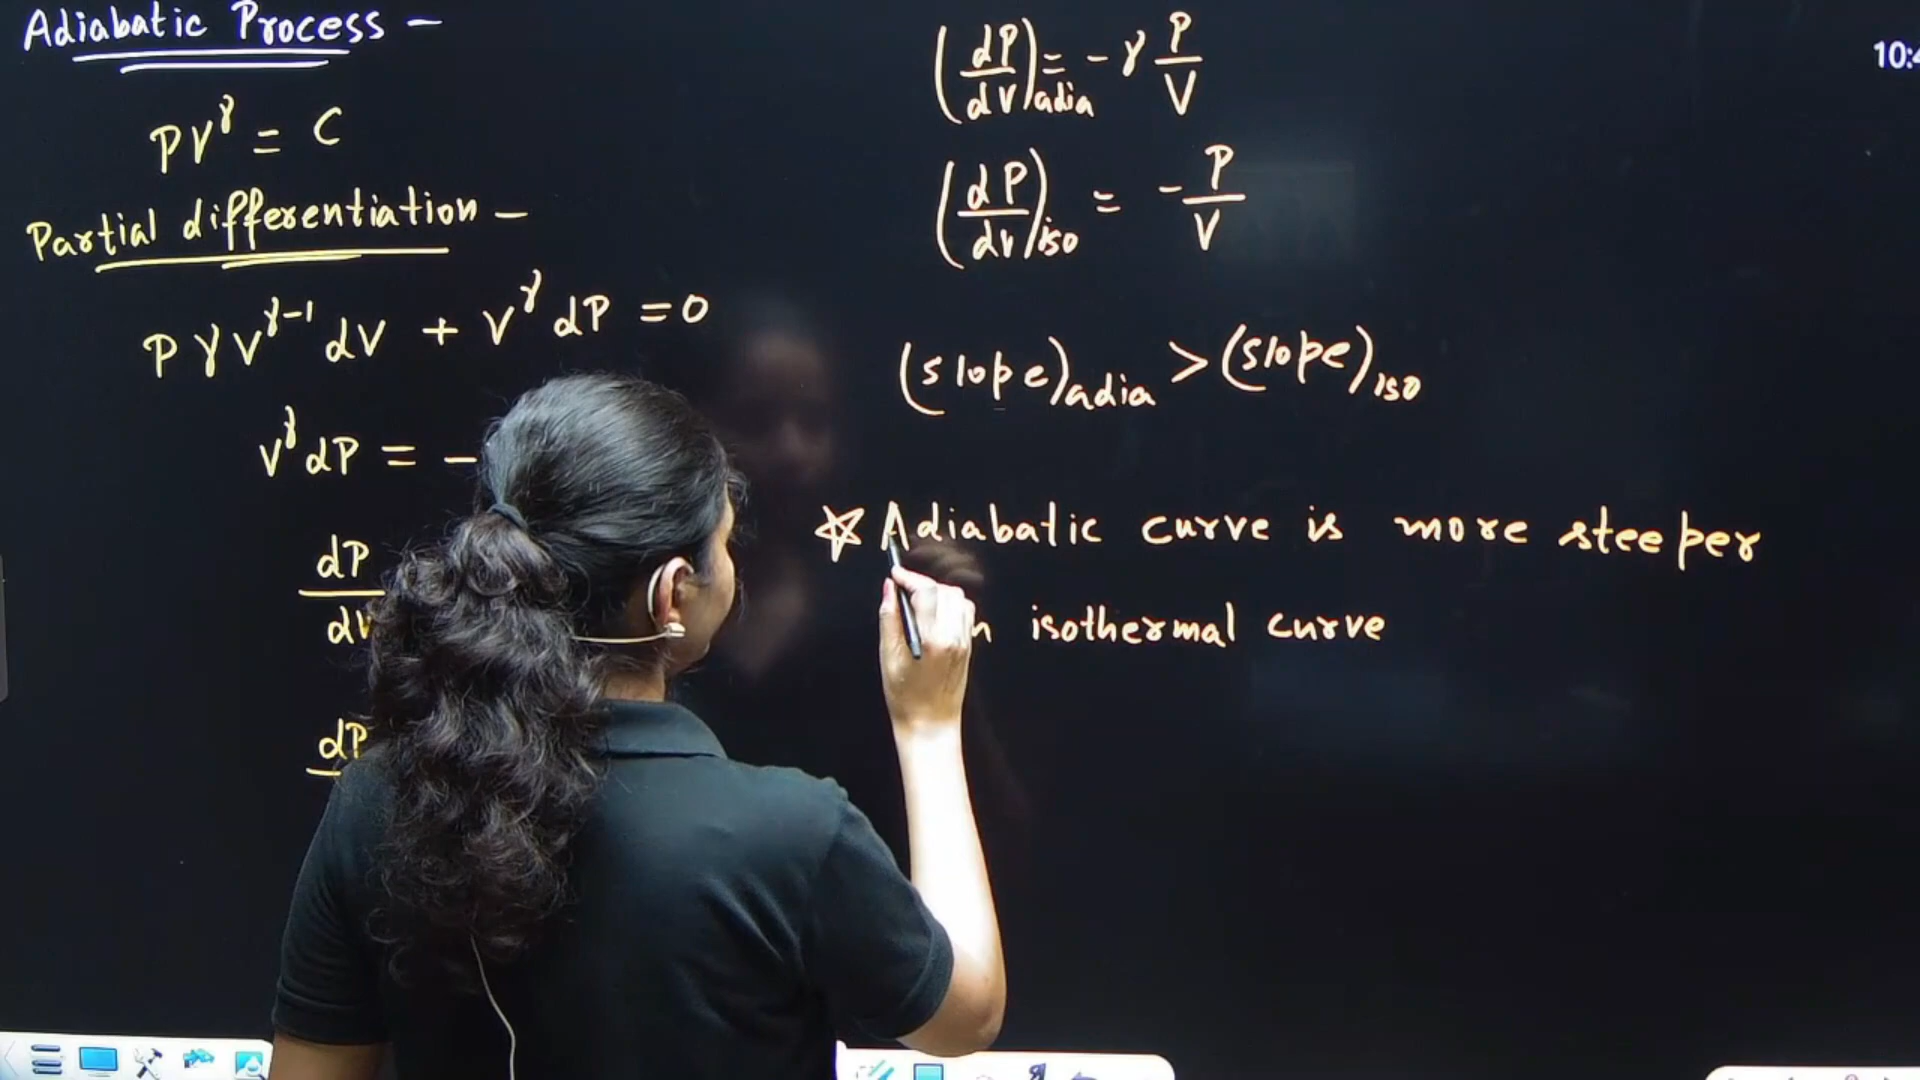 Adiabatic Process –
PV^γ = C
Partial differentiation –
PγV^γ-1 dV + V^γ dP = 0
V^γ dP = –
dP
dV
dP
(dP/dV)adia = -γ P/V
(dP/dV)iso = - P/V
(slope)adia > (slope)iso
☆ Adiabatic curve is more steeper
isothermal curve